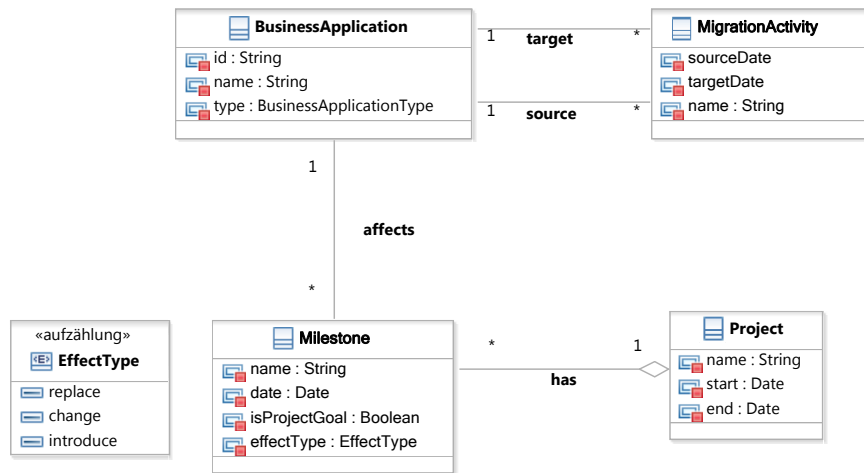 BusinessApplication
id : String
name : String
type : BusinessApplicationType
1 target *
1 source *
MigrationActivity
sourceDate
targetDate
name : String
1
affects
*
«aufzählung»
EffectType
replace
change
introduce
Milestone
name : String
date : Date
isProjectGoal : Boolean
effectType : EffectType
* has 1
Project
name : String
start : Date
end : Date